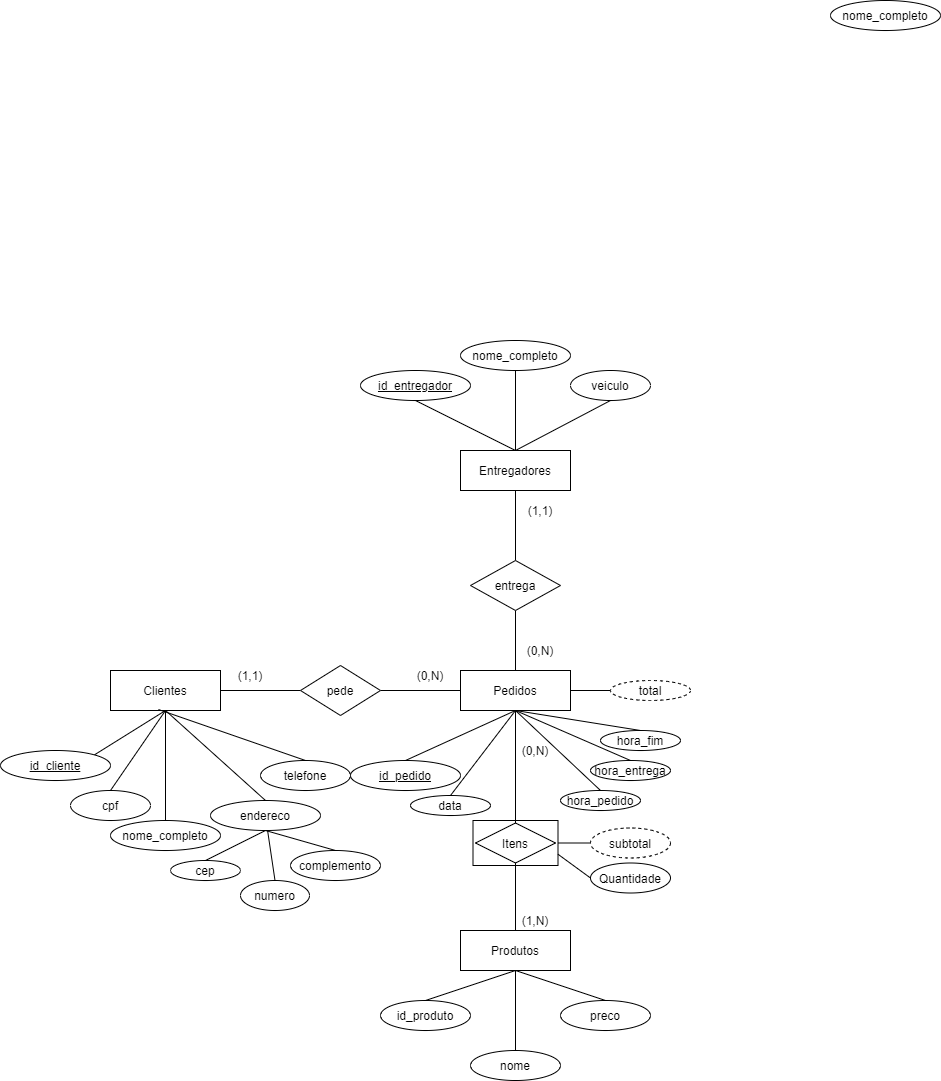 nome_completo
nome_completo
id_entregador
veiculo
Entregadores
(1,1)
entrega
(0,N)
(1,1)
(0,N)
Clientes
pede
Pedidos
total
hora_fim
(0,N)
id_cliente
telefone
id_pedido
hora_entrega
cpf
data
hora_pedido
endereco
nome_completo
Itens
subtotal
cep
complemento
Quantidade
numero
(1,N)
Produtos
id_produto
preco
nome